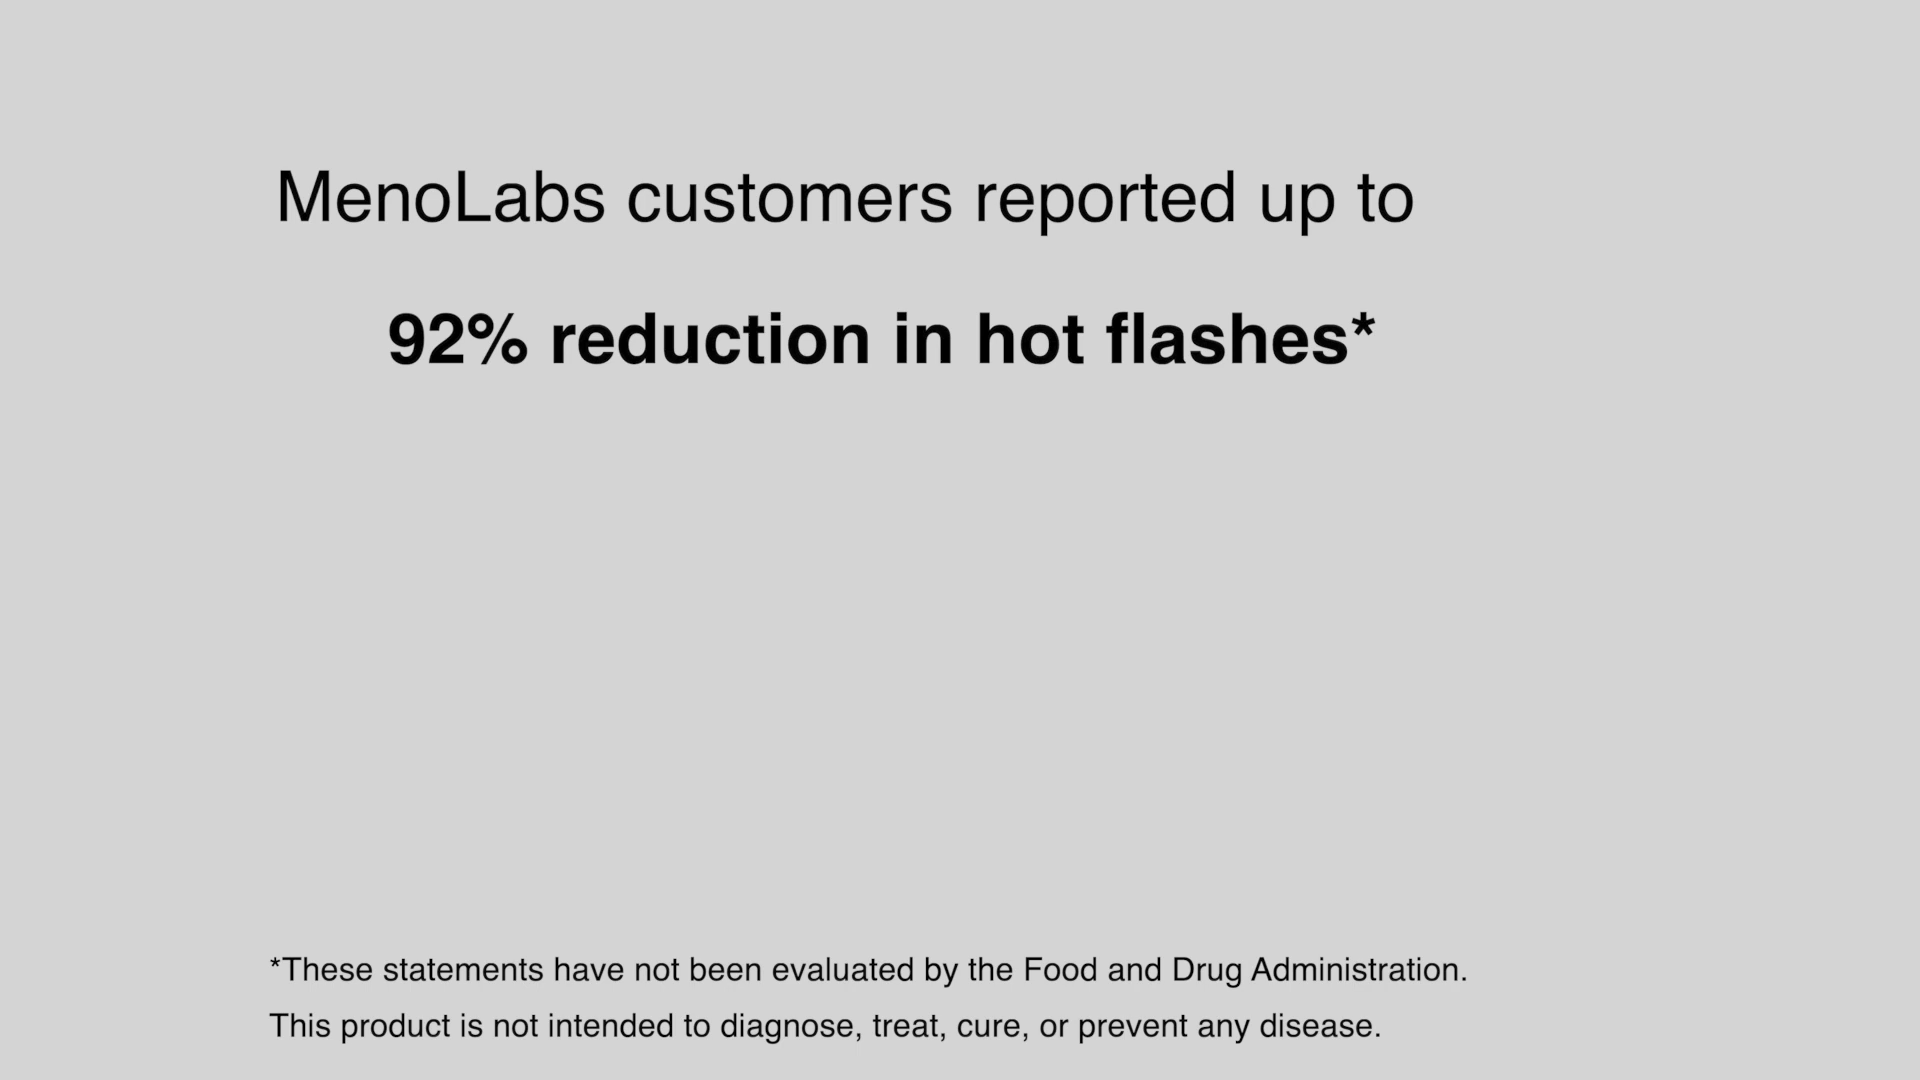 MenoLabs customers reported up to
92% reduction in hot flashes*
*These statements have not been evaluated by the Food and Drug Administration.
This product is not intended to diagnose, treat, cure, or prevent any disease.